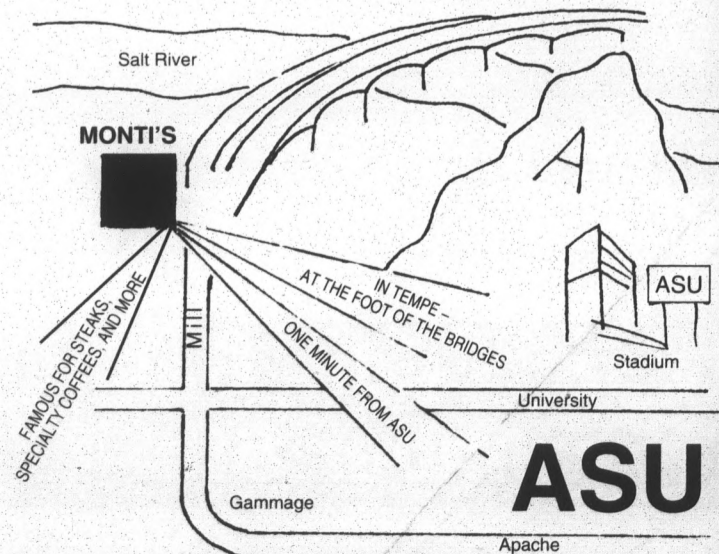 Salt River
MONTI'S
A
IN TEMPE –
AT THE FOOT OF THE BRIDGES
ASU
Stadium
Mill
FAMOUS FOR STEAKS,
SPECIALTY COFFEES, AND MORE
ONE MINUTE FROM ASU
University
ASU
Gammage
Apache